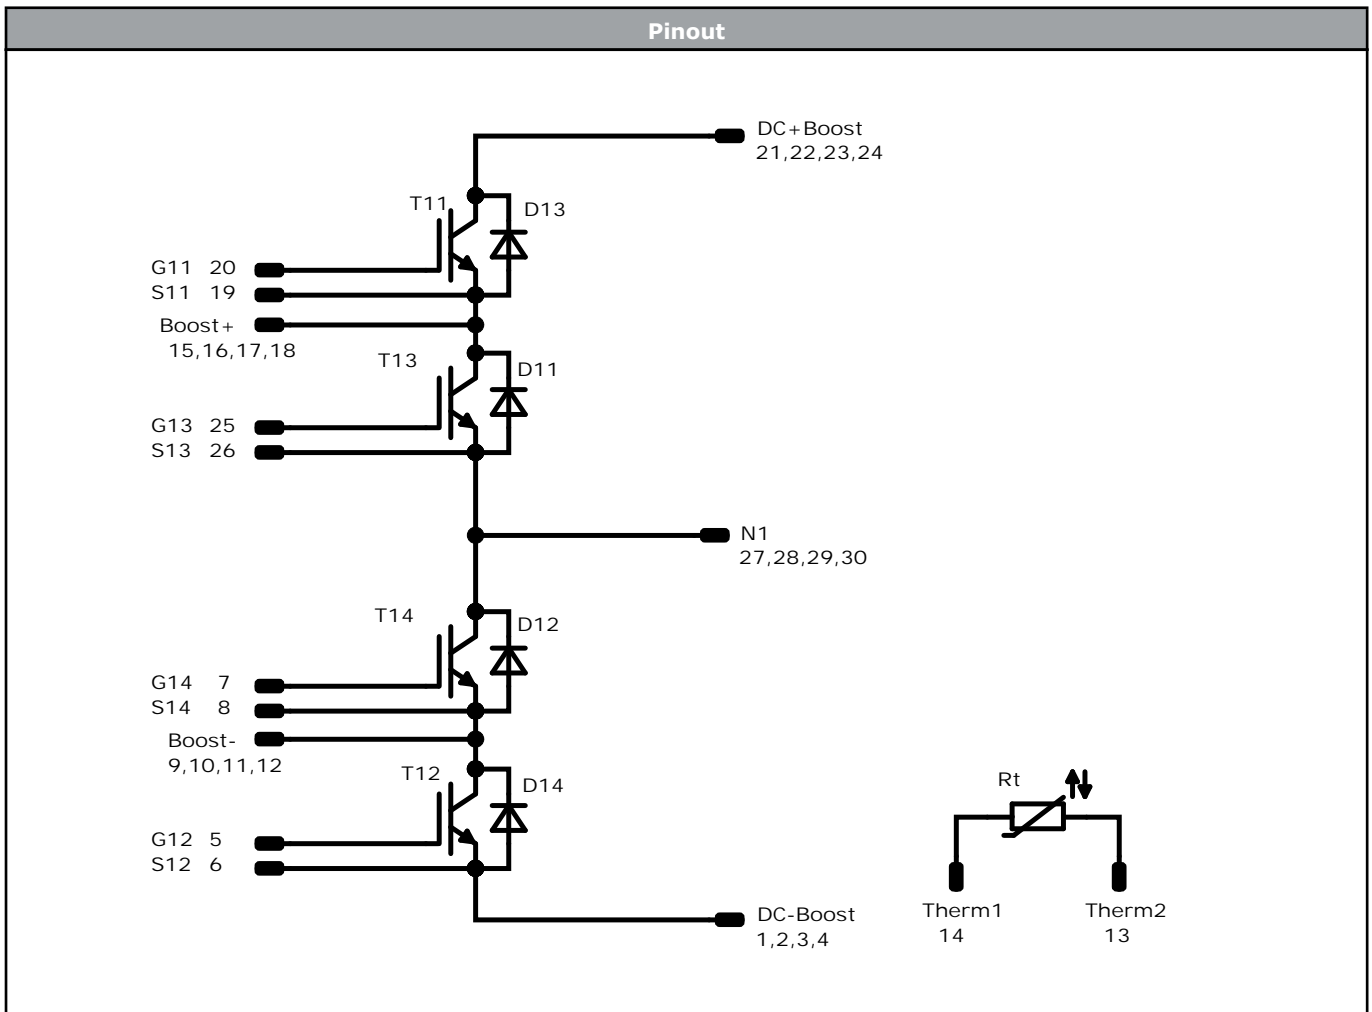 Pinout
DC+Boost
21,22,23,24
T11
D13
G11 20
S11 19
Boost+
15,16,17,18
T13
D11
G13 25
S13 26
N1
27,28,29,30
T14
D12
G14 7
S14 8
Boost-
9,10,11,12
T12
D14
Rt
G12 5
S12 6
DC-Boost
1,2,3,4
Therm1
14
Therm2
13